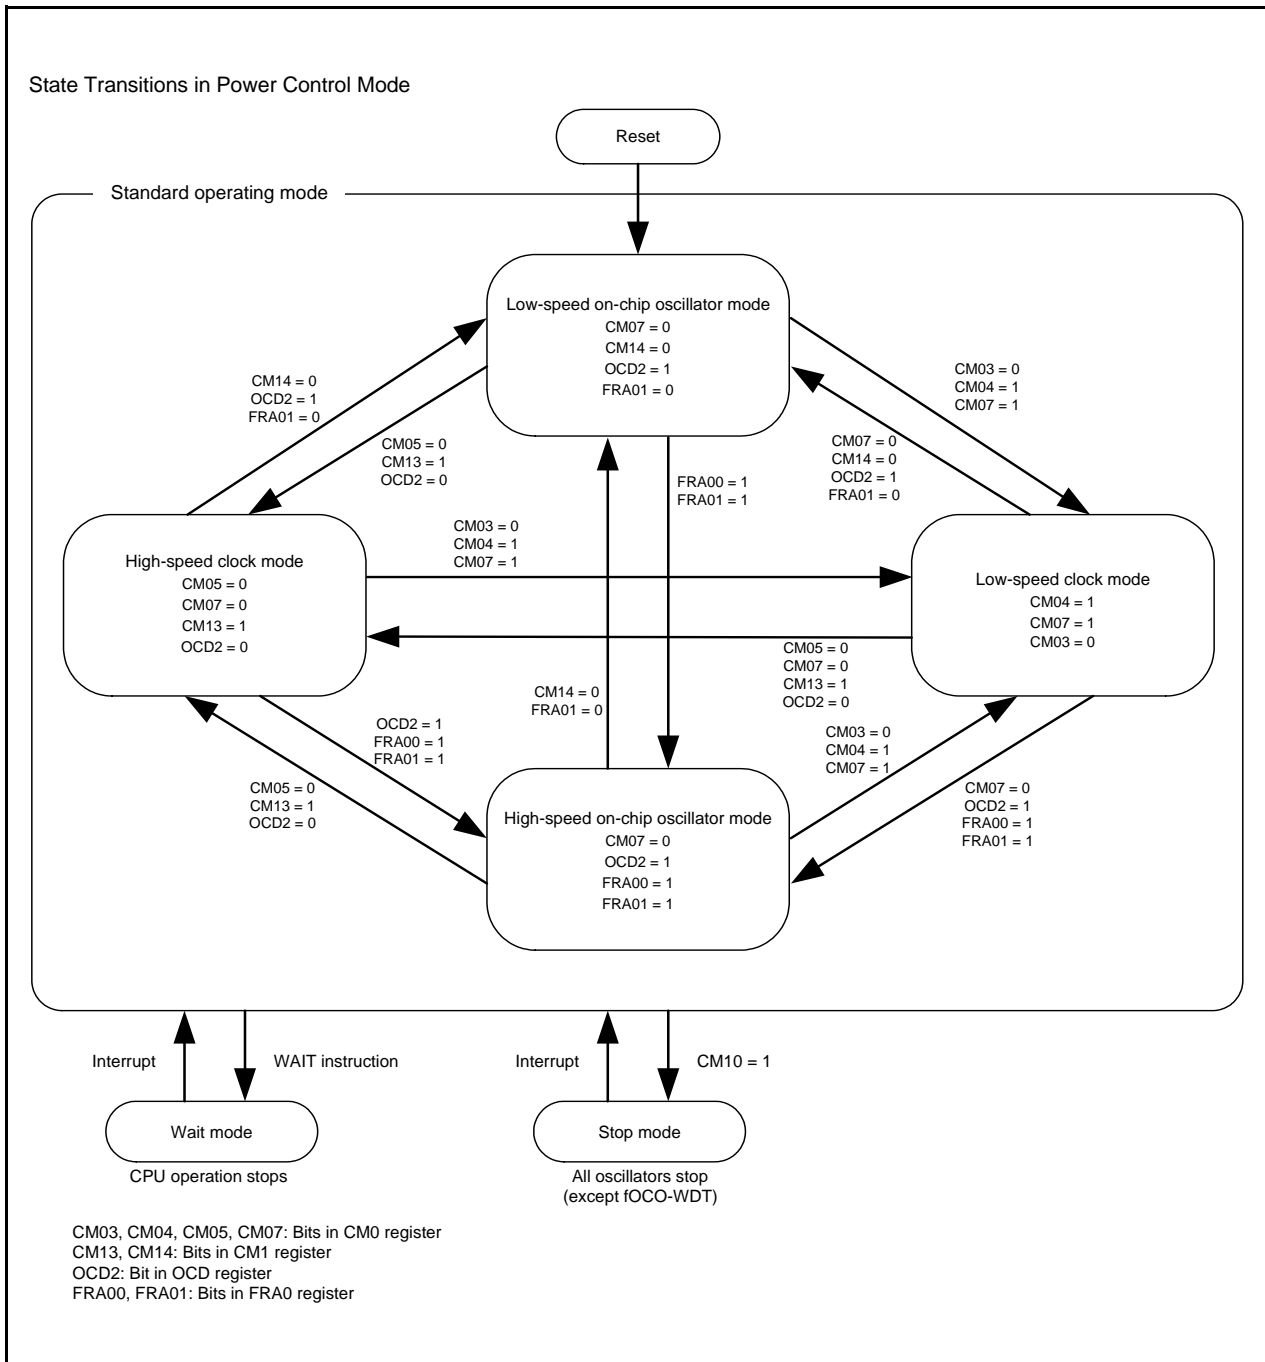 State Transitions in Power Control Mode
Reset
Standard operating mode
Low-speed on-chip oscillator mode
CM07 = 0
CM14 = 0
OCD2 = 1
FRA01 = 0
CM14 = 0
OCD2 = 1
FRA01 = 0
CM05 = 0
CM13 = 1
OCD2 = 0
CM03 = 0
CM04 = 1
CM07 = 1
CM07 = 0
CM14 = 0
OCD2 = 1
FRA01 = 0
FRA00 = 1
FRA01 = 1
CM03 = 0
CM04 = 1
CM07 = 1
High-speed clock mode
CM05 = 0
CM07 = 0
CM13 = 1
OCD2 = 0
Low-speed clock mode
CM04 = 1
CM07 = 1
CM03 = 0
CM05 = 0
CM07 = 0
CM13 = 1
OCD2 = 0
CM14 = 0
FRA01 = 0
OCD2 = 1
FRA00 = 1
FRA01 = 1
CM03 = 0
CM04 = 1
CM07 = 1
CM05 = 0
CM13 = 1
OCD2 = 0
CM07 = 0
OCD2 = 1
FRA00 = 1
FRA01 = 1
High-speed on-chip oscillator mode
CM07 = 0
OCD2 = 1
FRA00 = 1
FRA01 = 1
Interrupt
WAIT instruction
Interrupt
CM10 = 1
Wait mode
Stop mode
CPU operation stops
All oscillators stop
(except fOCO-WDT)
CM03, CM04, CM05, CM07: Bits in CM0 register
CM13, CM14: Bits in CM1 register
OCD2: Bit in OCD register
FRA00, FRA01: Bits in FRA0 register